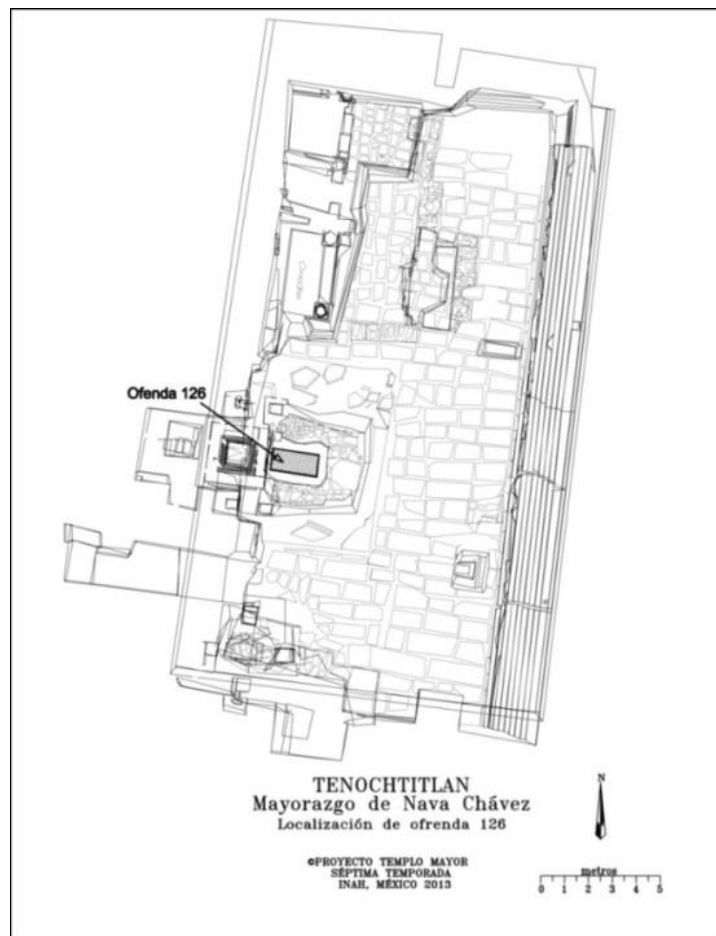 Ofenda 126
TENOCHTITLAN
Mayorazgo de Nava Chávez
Localización de ofrenda 126
©PROYECTO TEMPLO MAYOR
SÉPTIMA TEMPORADA
INAH, MÉXICO 2013
N
metros
0 1 2 3 4 5